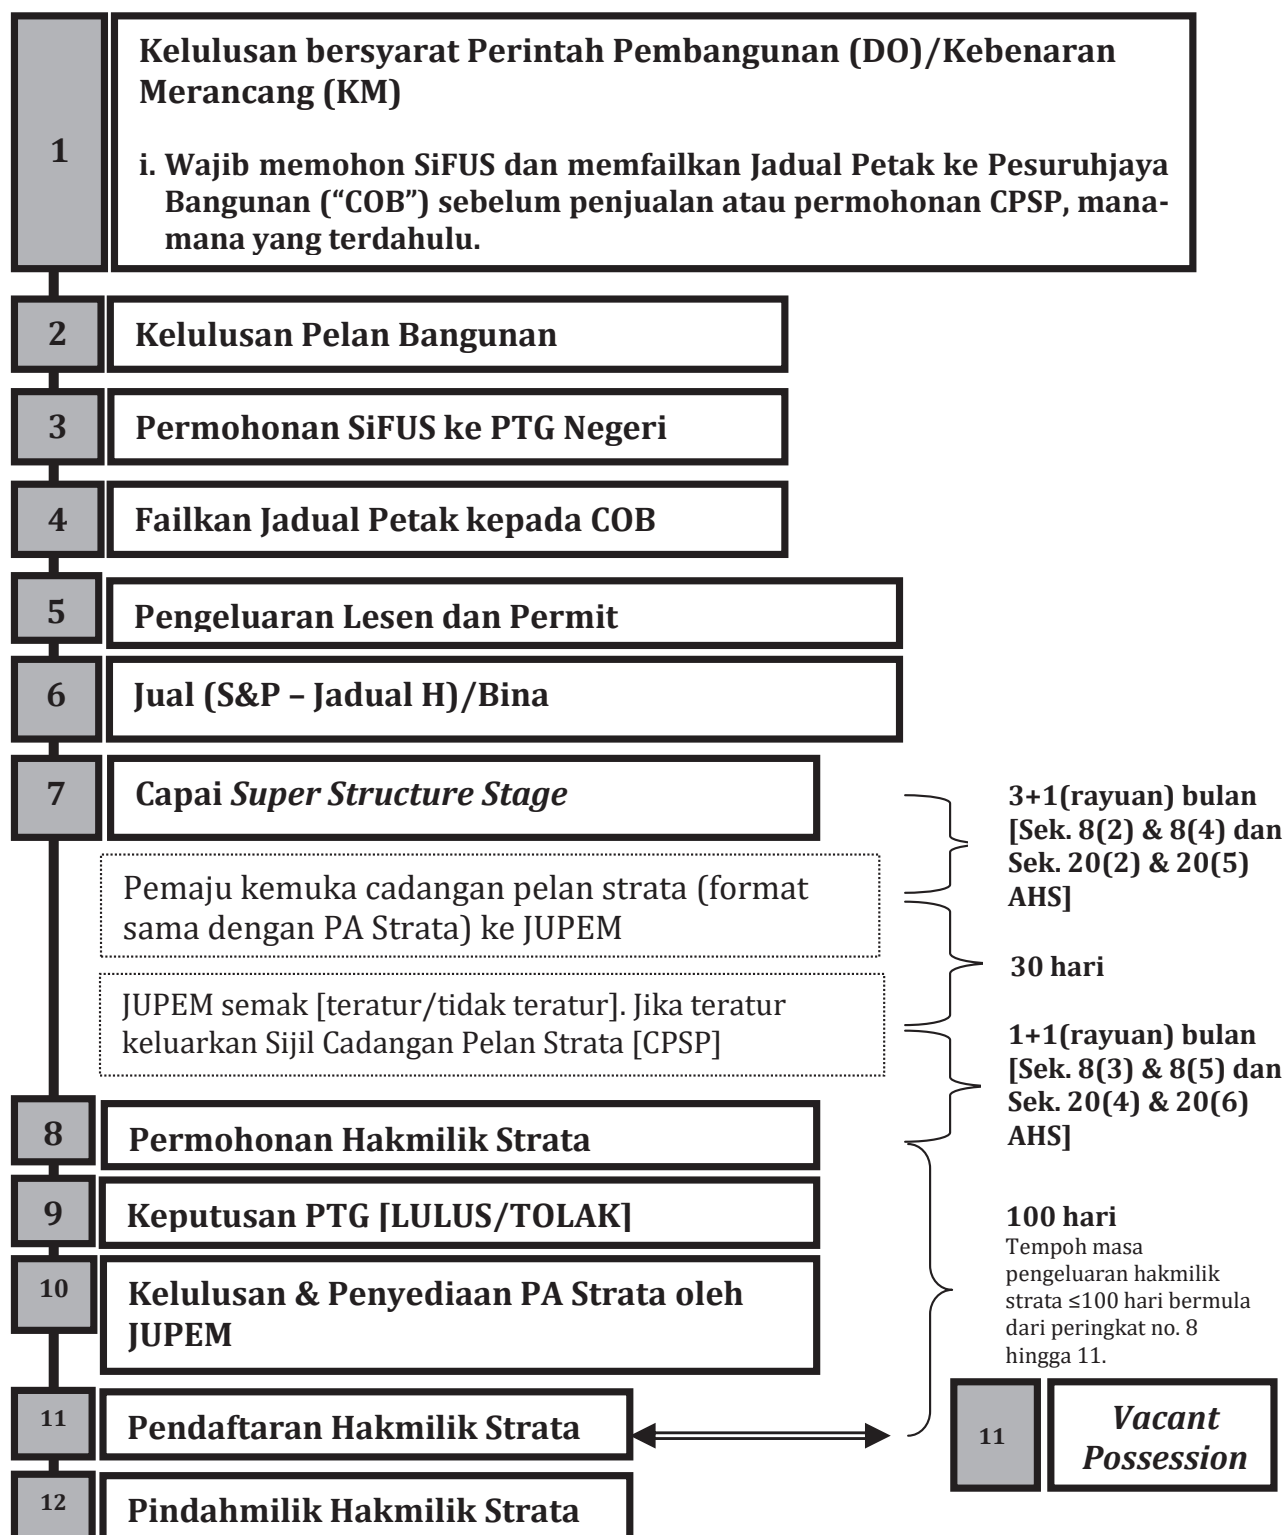 1
Kelulusan bersyarat Perintah Pembangunan (DO)/Kebenaran
Merancang (KM)
i. Wajib memohon SiFUS dan memfailkan Jadual Petak ke Pesuruhjaya
Bangunan (“COB”) sebelum penjualan atau permohonan CPSP, mana-
mana yang terdahulu.
2
Kelulusan Pelan Bangunan
3
Permohonan SiFUS ke PTG Negeri
4
Failkan Jadual Petak kepada COB
5
Pengeluaran Lesen dan Permit
6
Jual (S&P – Jadual H)/Bina
7
Capai Super Structure Stage
3+1(rayuan) bulan
[Sek. 8(2) & 8(4) dan
Sek. 20(2) & 20(5)
AHS]
Pemaju kemuka cadangan pelan strata (format
sama dengan PA Strata) ke JUPEM
30 hari
JUPEM semak [teratur/tidak teratur]. Jika teratur
keluarkan Sijil Cadangan Pelan Strata [CPSP]
1+1(rayuan) bulan
[Sek. 8(3) & 8(5) dan
Sek. 20(4) & 20(6)
AHS]
8
Permohonan Hakmilik Strata
9
Keputusan PTG [LULUS/TOLAK]
10
Kelulusan & Penyediaan PA Strata oleh
JUPEM
100 hari
Tempoh masa
pengeluaran hakmilik
strata ≤100 hari bermula
dari peringkat no. 8
hingga 11.
11
Pendaftaran Hakmilik Strata
11
Vacant
Possession
12
Pindahmilik Hakmilik Strata